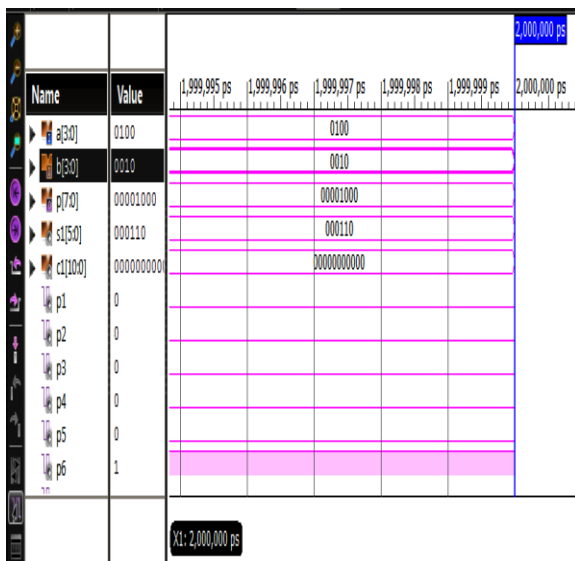 2,000,000 ps
1,999,995 ps 1,999,996 ps 1,999,997 ps 1,999,998 ps 1,999,999 ps 2,000,000 ps
Name Value
a[3:0] 0100 0100
b[3:0] 0010 0010
p[7:0] 00001000 00001000
s1[5:0] 000110 000110
c1[10:0] 0000000000 00000000000
p1 0
p2 0
p3 0
p4 0
p5 0
p6 1
X1: 2,000,000 ps